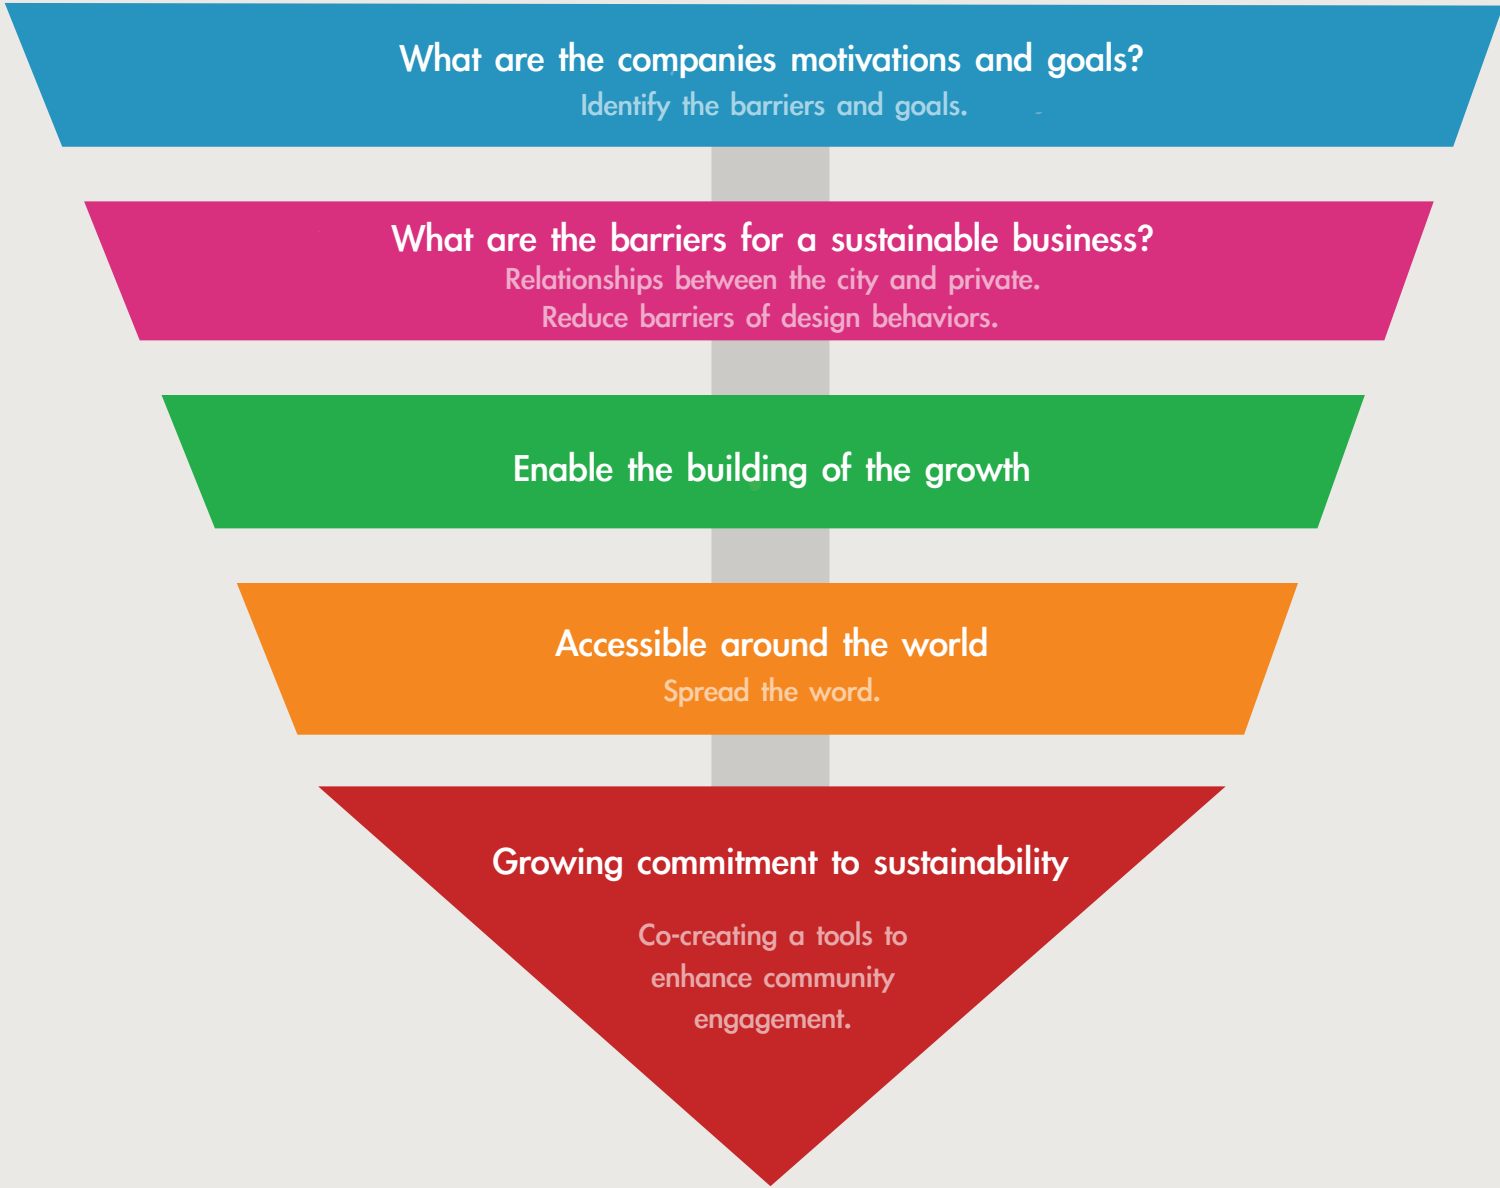 What are the companies motivations and goals?
Identify the barriers and goals.
What are the barriers for a sustainable business?
Relationships between the city and private.
Reduce barriers of design behaviors.
Enable the building of the growth
Accessible around the world
Spread the word.
Growing commitment to sustainability
Co-creating a tools to
enhance community
engagement.